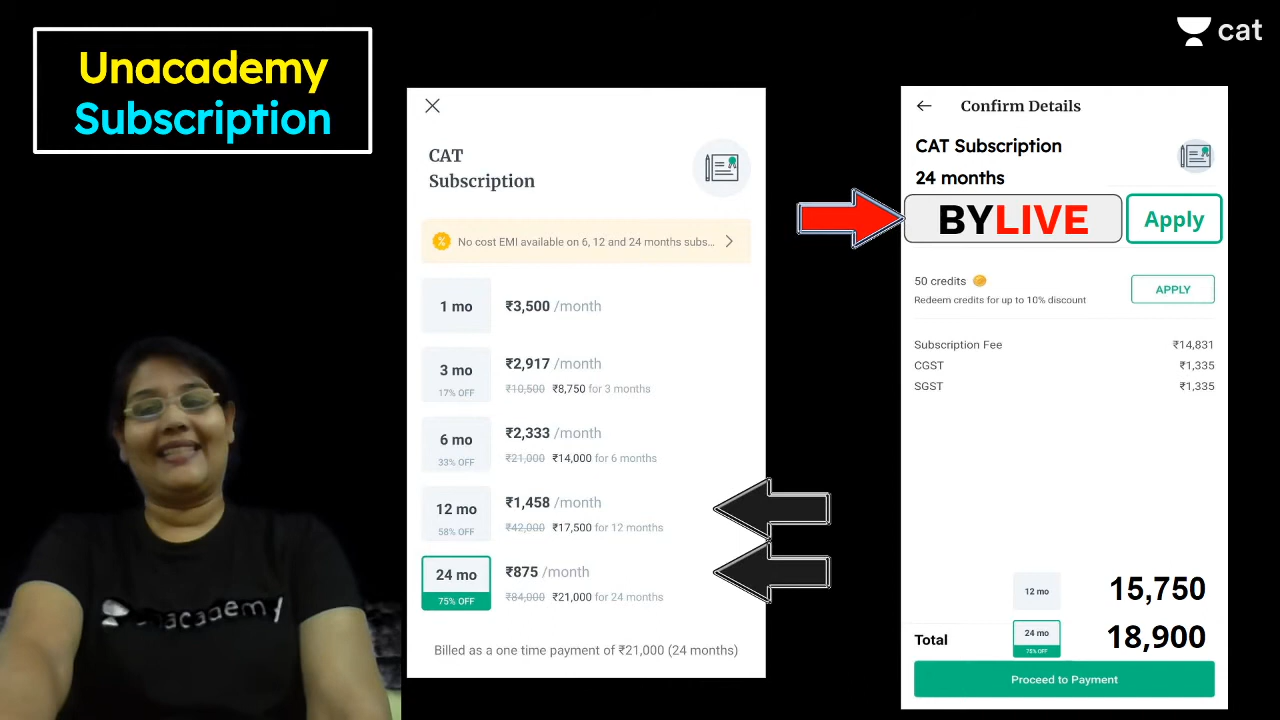 Unacademy
Subscription
cat
CAT
Subscription
No cost EMI available on 6, 12 and 24 months subs...
1 mo
₹3,500 /month
3 mo
17% OFF
₹2,917 /month
₹10,500 ₹8,750 for 3 months
6 mo
33% OFF
₹2,333 /month
₹21,000 ₹14,000 for 6 months
12 mo
58% OFF
₹1,458 /month
₹42,000 ₹17,500 for 12 months
24 mo
75% OFF
₹875 /month
₹84,000 ₹21,000 for 24 months
Billed as a one time payment of ₹21,000 (24 months)
Confirm Details
CAT Subscription
24 months
BYLIVE
Apply
50 credits
Redeem credits for up to 10% discount
APPLY
Subscription Fee ₹14,831
CGST ₹1,335
SGST ₹1,335
12 mo 15,750
Total
24 mo
75% OFF
18,900
Proceed to Payment
unacademy